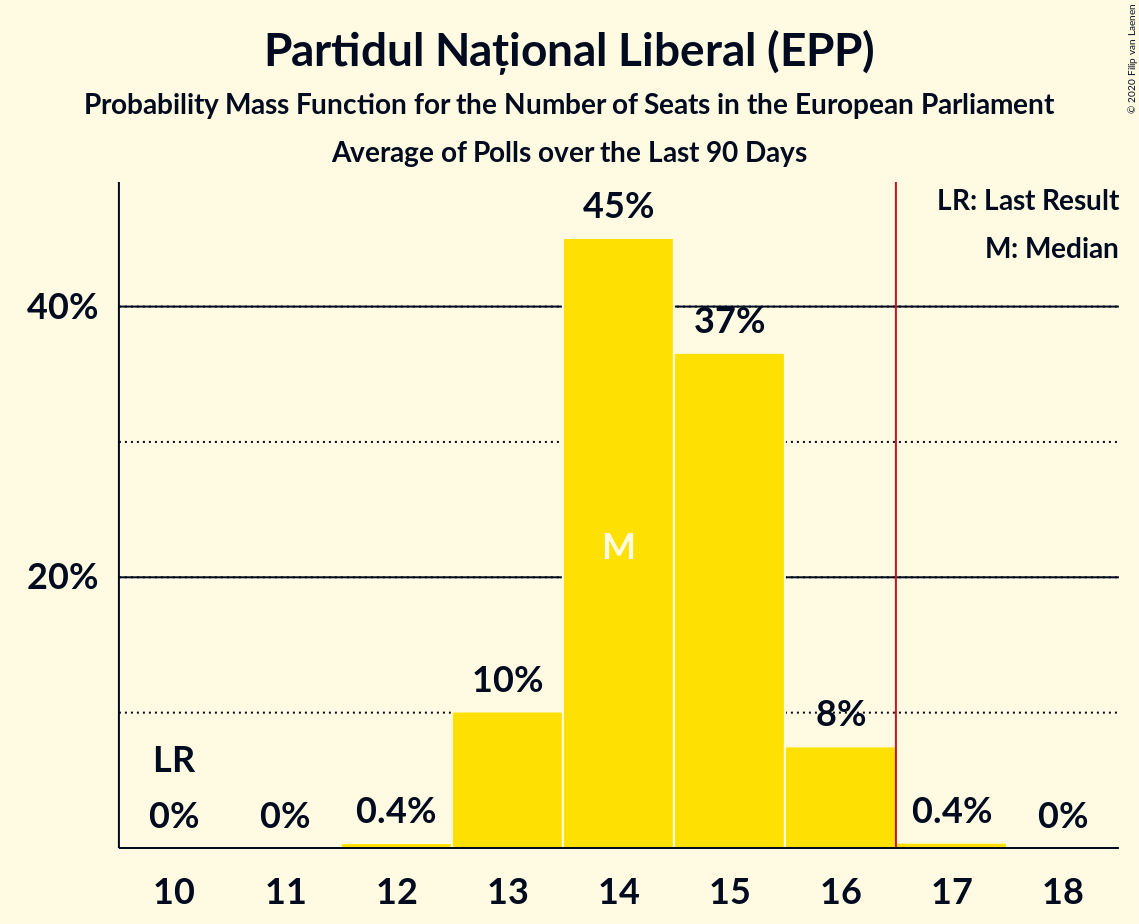 Partidul Național Liberal (EPP)
Probability Mass Function for the Number of Seats in the European Parliament
Average of Polls over the Last 90 Days
© 2020 Filip van Laenen
LR: Last Result
M: Median
45%
40%
37%
M
20%
10%
8%
LR
0%
0%
0.4%
0.4%
0%
10 11 12 13 14 15 16 17 18